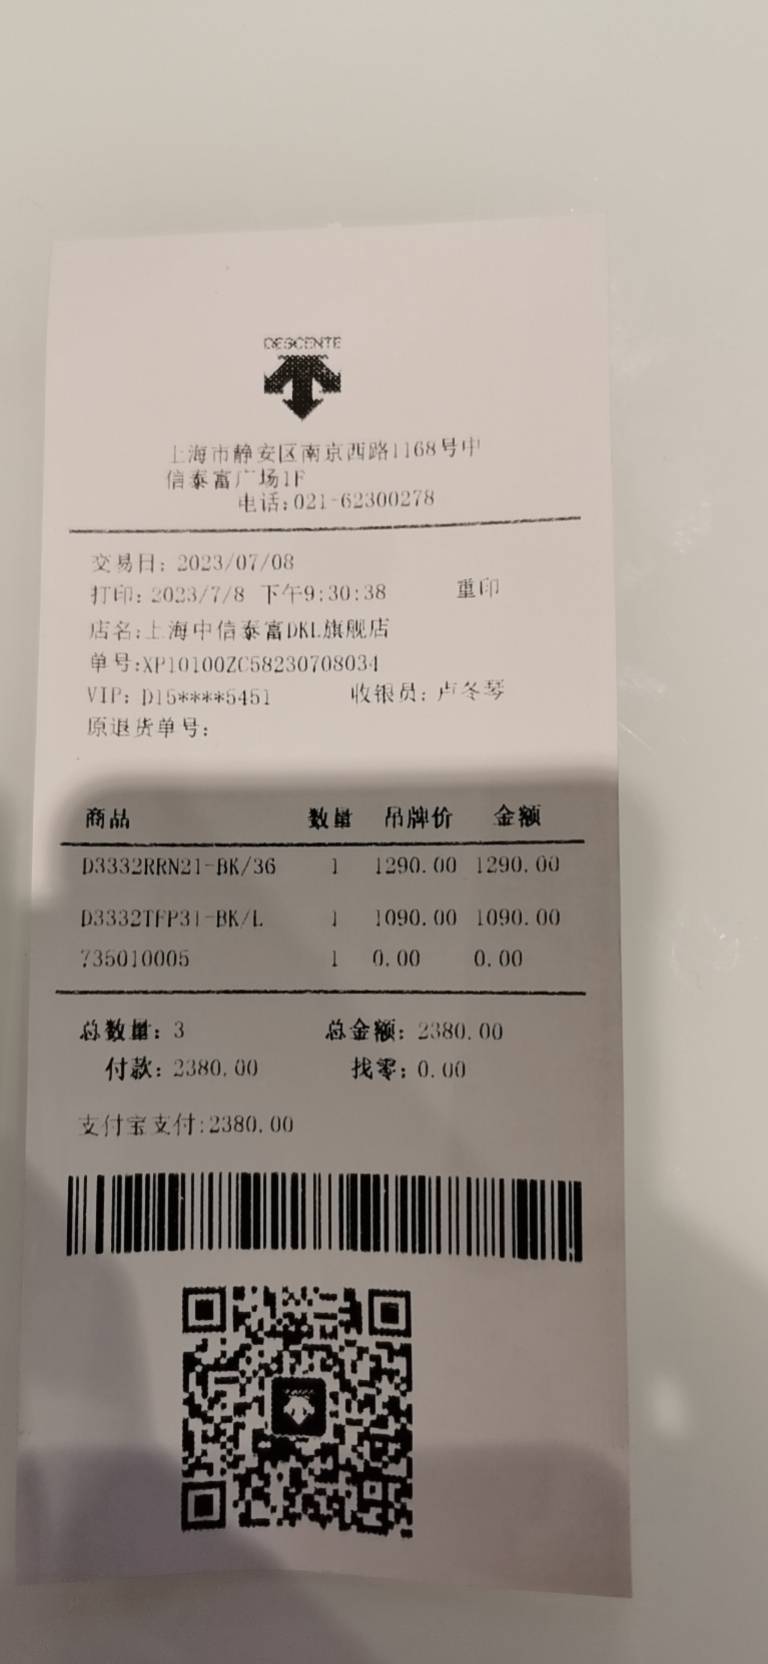 DESCENTE
上海市静安区南京西路1168号中
信泰富广场1F
电话:021-62300278
交易日: 2023/07/08
打印: 2023/7/8 下午9:30:38 重印
店名:上海中信泰富DKL旗舰店
单号:XP10100ZC58230708034
VIP: D15****5451 收银员: 卢冬琴
原退货单号:
商品 数量 吊牌价 金额
D3332RRN21-BK/36 1 1290.00 1290.00
D3332TFP31-BK/L 1 1090.00 1090.00
735010005 1 0.00 0.00
总数量: 3 总金额: 2380.00
付款: 2380.00 找零: 0.00
支付宝支付:2380.00